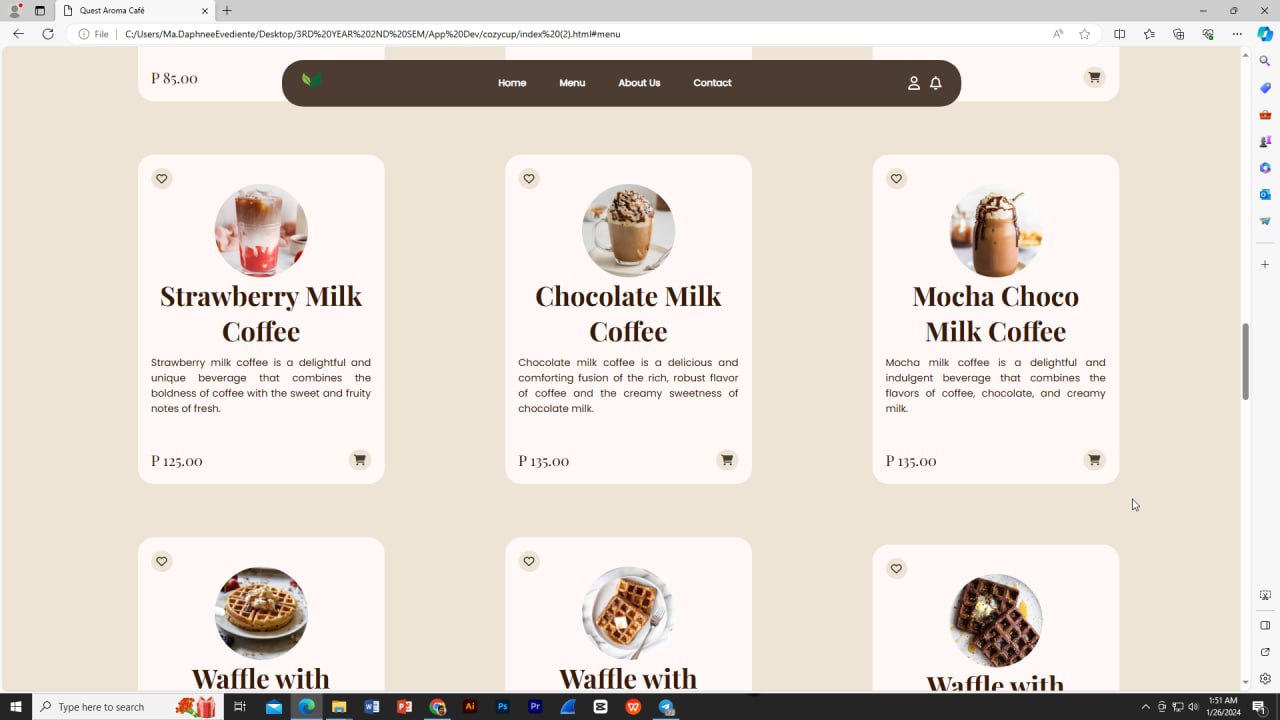 Quest Aroma Café
File
C:/Users/Ma.DaphneeEvediente/Desktop/3RD%20YEAR%202ND%20SEM/App%20Dev/cozycup/index%20(2).html#menu
P 85.00
Home
Menu
About Us
Contact
Strawberry Milk
Coffee
Strawberry milk coffee is a delightful and
unique beverage that combines the
boldness of coffee with the sweet and fruity
notes of fresh.
P 125.00
Chocolate Milk
Coffee
Chocolate milk coffee is a delicious and
comforting fusion of the rich, robust flavor
of coffee and the creamy sweetness of
chocolate milk.
P 135.00
Mocha Choco
Milk Coffee
Mocha milk coffee is a delightful and
indulgent beverage that combines the
flavors of coffee, chocolate, and creamy
milk.
P 135.00
Waffle with
Waffle with
Waffle with
Type here to search
1:51 AM
1/26/2024